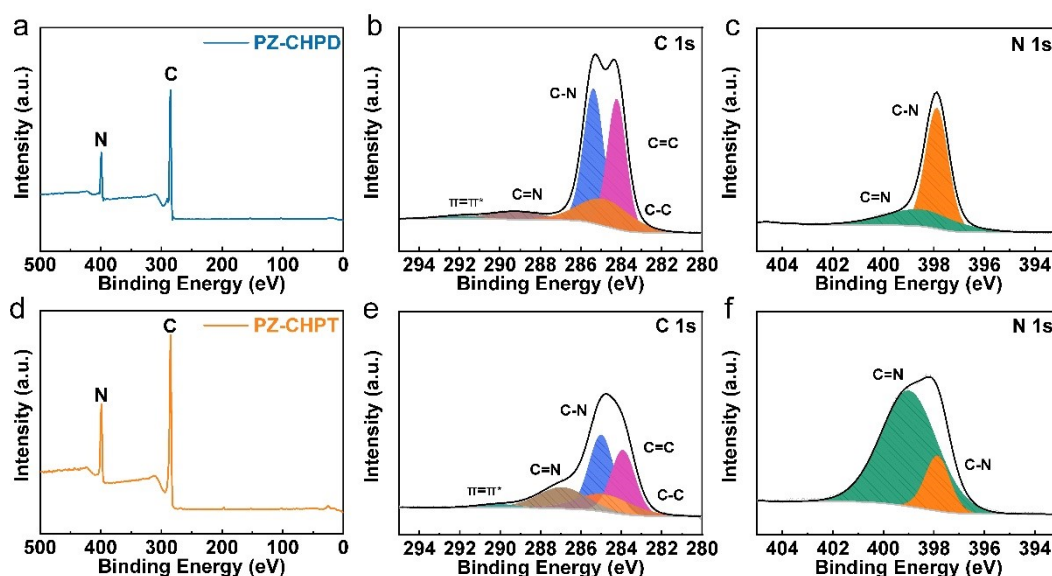 a
PZ-CHPD
C
N
Intensity (a.u.)
500 400 300 200 100 0
Binding Energy (eV)
b
C 1s
C-N
C=C
C=N
π=π*
C-C
Intensity (a.u.)
294 292 290 288 286 284 282 280
Binding Energy (eV)
c
N 1s
C-N
C=N
Intensity (a.u.)
404 402 400 398 396 394
Binding Energy (eV)
d
PZ-CHPT
C
N
Intensity (a.u.)
500 400 300 200 100 0
Binding Energy (eV)
e
C 1s
C-N
C=C
C=N
π=π*
C-C
Intensity (a.u.)
294 292 290 288 286 284 282 280
Binding Energy (eV)
f
N 1s
C=N
C-N
Intensity (a.u.)
404 402 400 398 396 394
Binding Energy (eV)